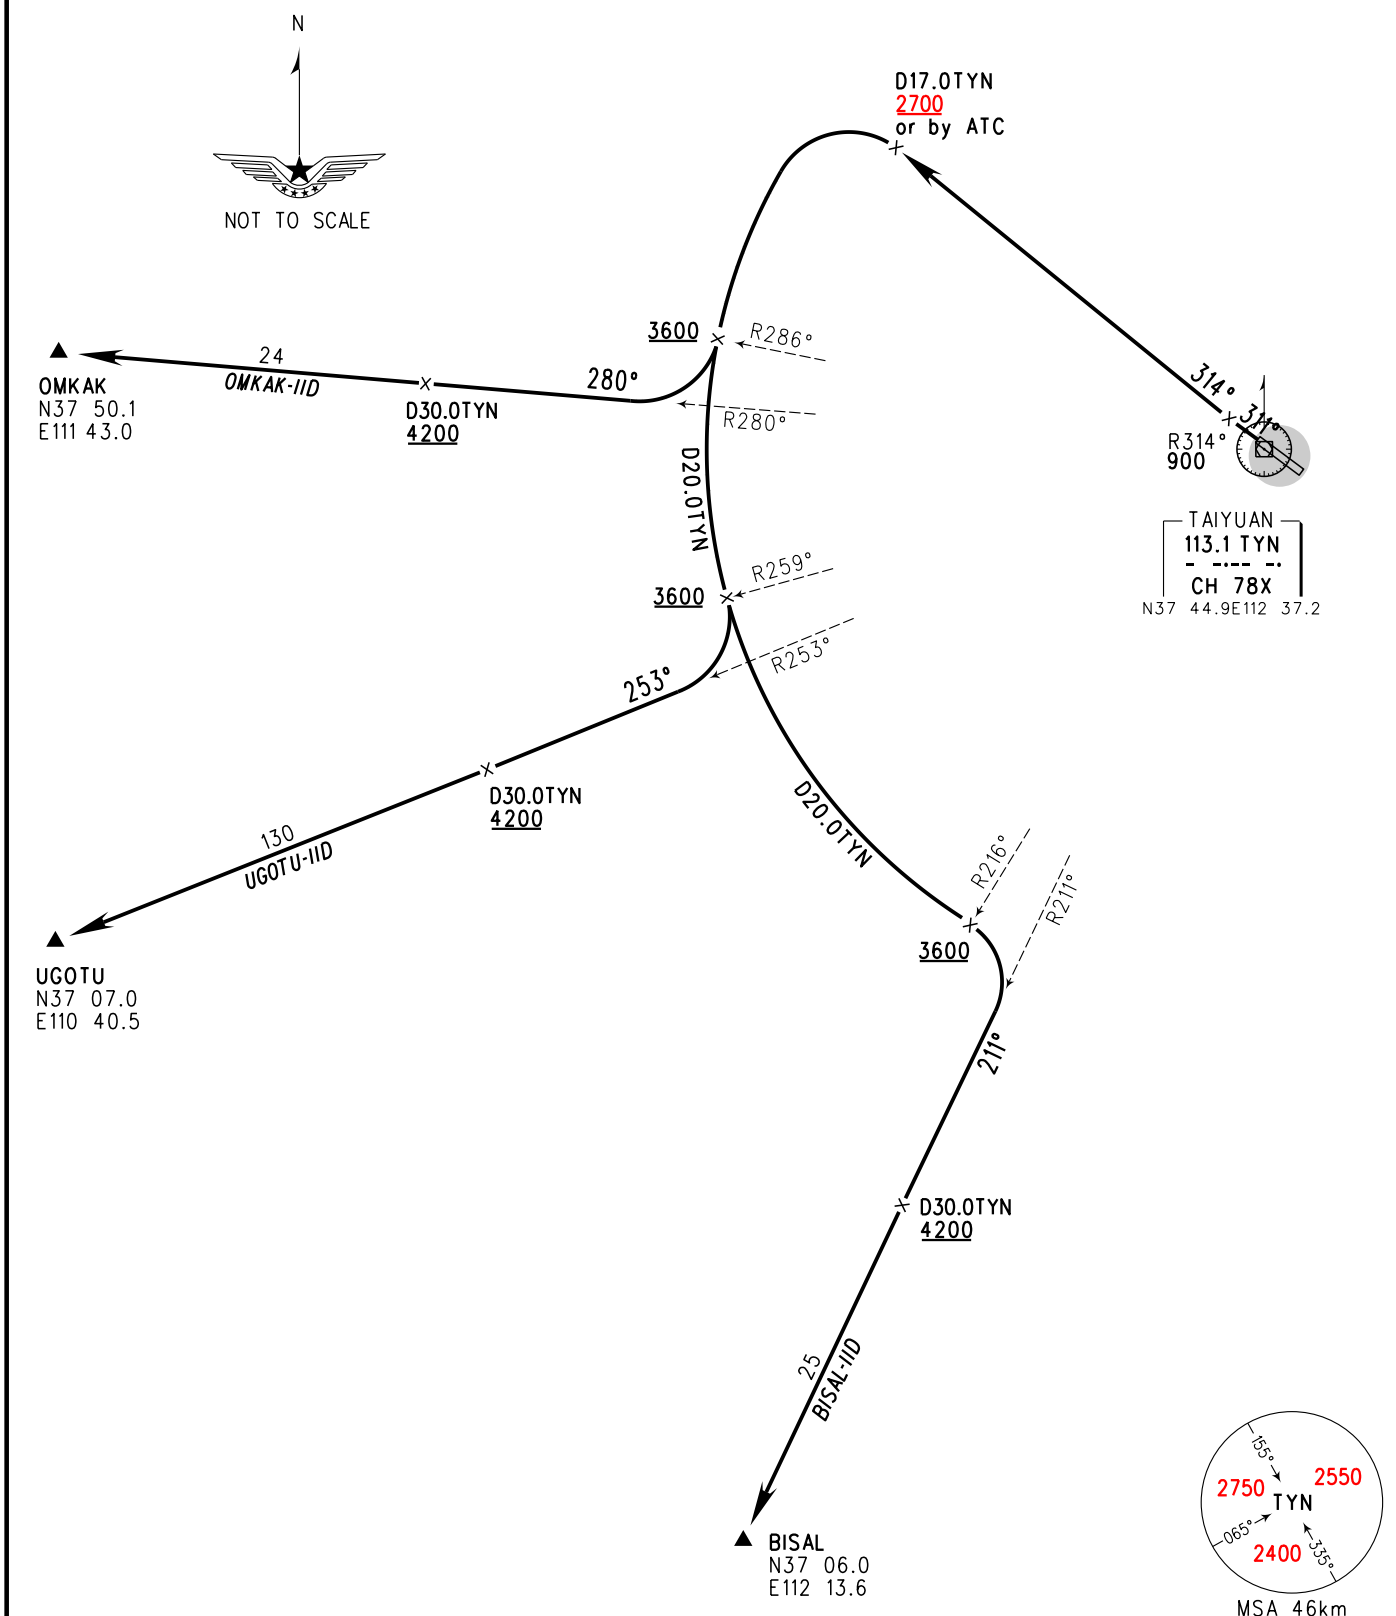 N
NOT TO SCALE
D17.0TYN
2700
or by ATC
3600
R286°
24
OMKAK-11D
280°
D30.0TYN
4200
R280°
OMKAK
N37 50.1
E111 43.0
314°
311°
R314°
900
TAIYUAN
113.1 TYN
CH 78X
N37 44.9E112 37.2
D20.0TYN
R259°
3600
R253°
253°
D30.0TYN
4200
130
UGOTU-11D
UGOTU
N37 07.0
E110 40.5
D20.0TYN
R216°
R211°
3600
211°
D30.0TYN
4200
25
BISAL-11D
BISAL
N37 06.0
E112 13.6
155°
2550
2750
TYN
065°
335°
2400
MSA 46km